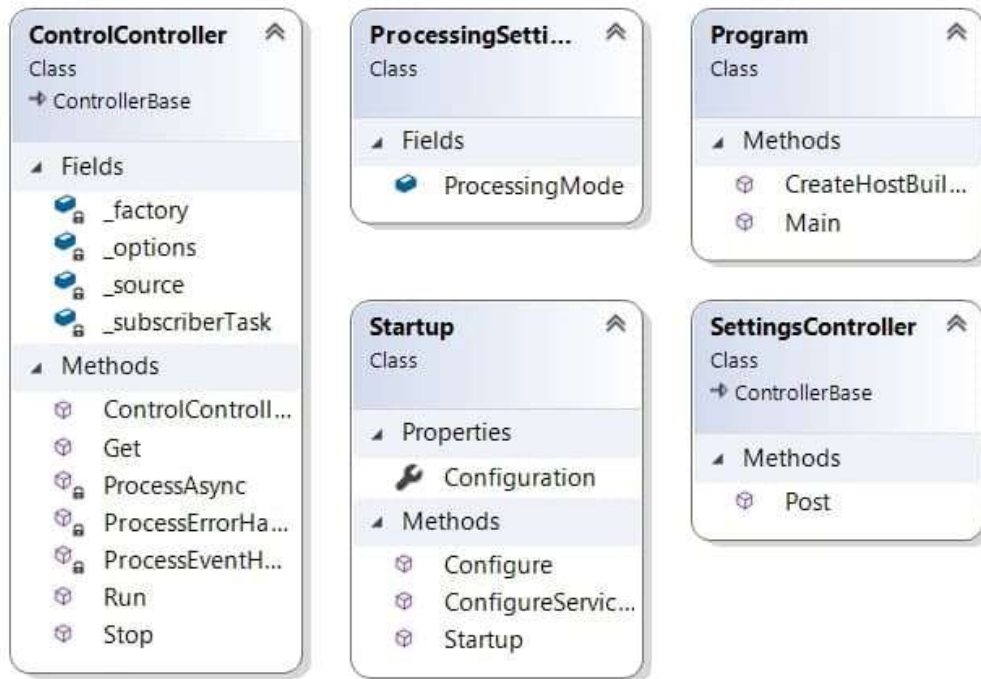 ControlController
Class
ControllerBase
Fields
_factory
_options
_source
_subscriberTask
Methods
ControlControll...
Get
ProcessAsync
ProcessErrorHa...
ProcessEventH...
Run
Stop
ProcessingSetti...
Class
Fields
ProcessingMode
Program
Class
Methods
CreateHostBuil...
Main
Startup
Class
Properties
Configuration
Methods
Configure
ConfigureServic...
Startup
SettingsController
Class
ControllerBase
Methods
Post